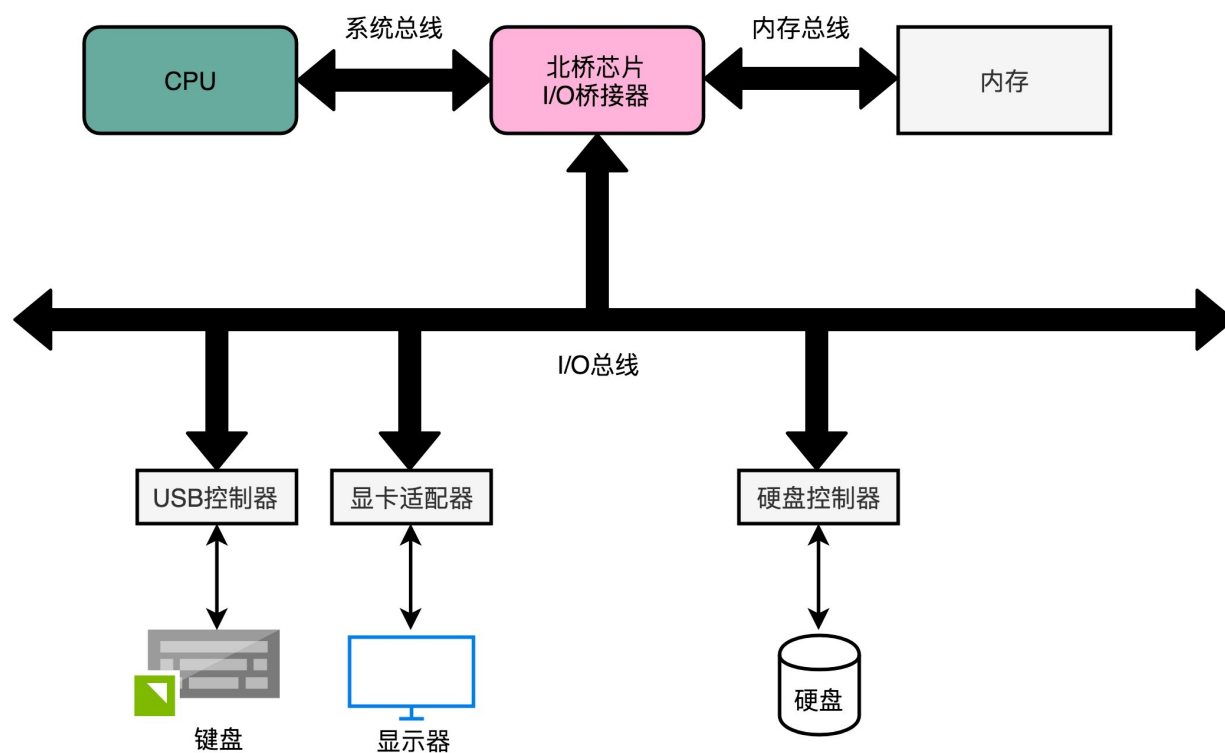 系统总线
内存总线
CPU
北桥芯片
I/O桥接器
内存
I/O总线
USB控制器
显卡适配器
硬盘控制器
硬盘
键盘
显示器